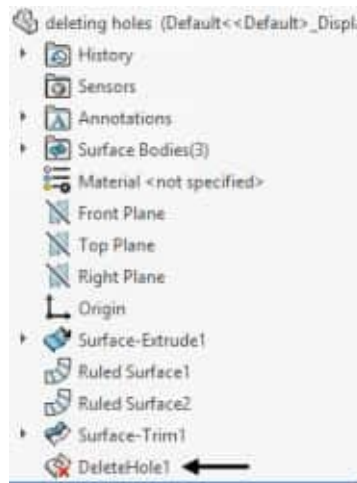 deleting holes (Default<<Default>_Displ
History
Sensors
A Annotations
Surface Bodies(3)
Material <not specified>
Front Plane
Top Plane
Right Plane
Origin
Surface-Extrude1
Ruled Surface1
Ruled Surface2
Surface-Trim1
DeleteHole1